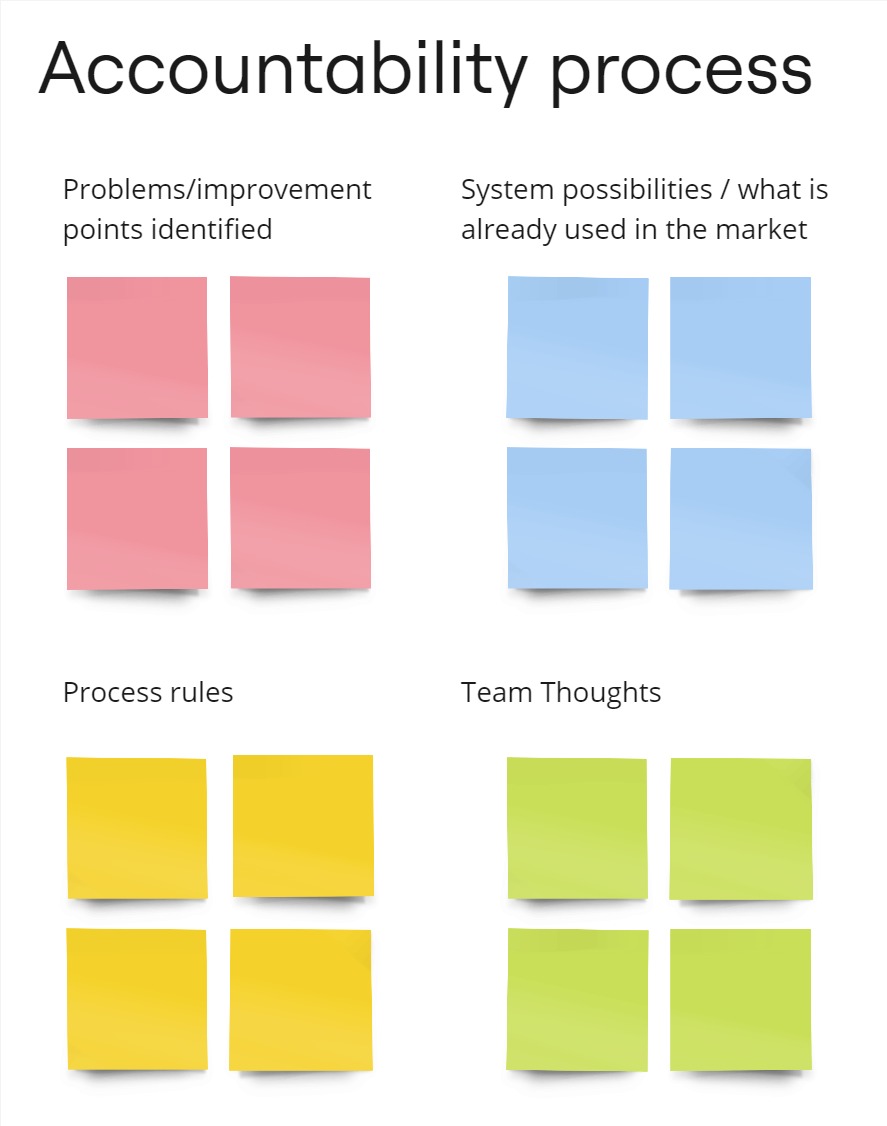 Accountability process
Problems/improvement
points identified
System possibilities / what is
already used in the market
Process rules
Team Thoughts